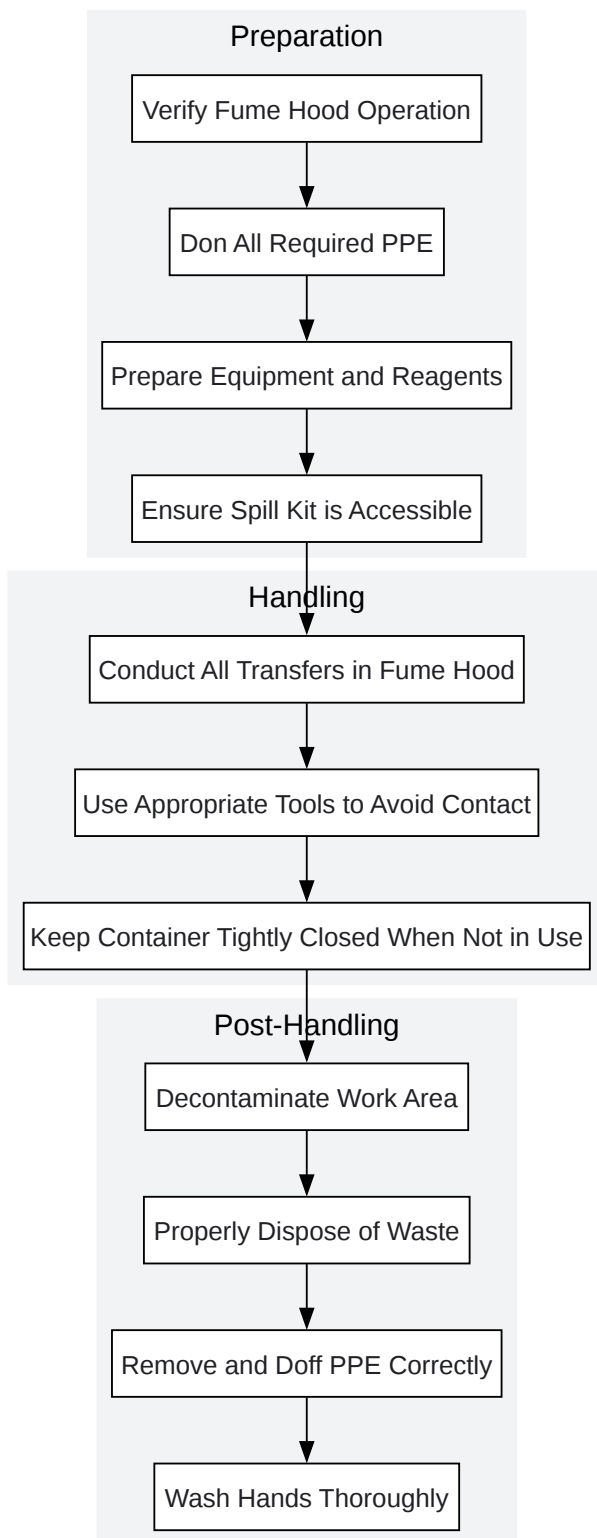 Preparation
Verify Fume Hood Operation
Don All Required PPE
Prepare Equipment and Reagents
Ensure Spill Kit is Accessible
Handling
Conduct All Transfers in Fume Hood
Use Appropriate Tools to Avoid Contact
Keep Container Tightly Closed When Not in Use
Post-Handling
Decontaminate Work Area
Properly Dispose of Waste
Remove and Doff PPE Correctly
Wash Hands Thoroughly